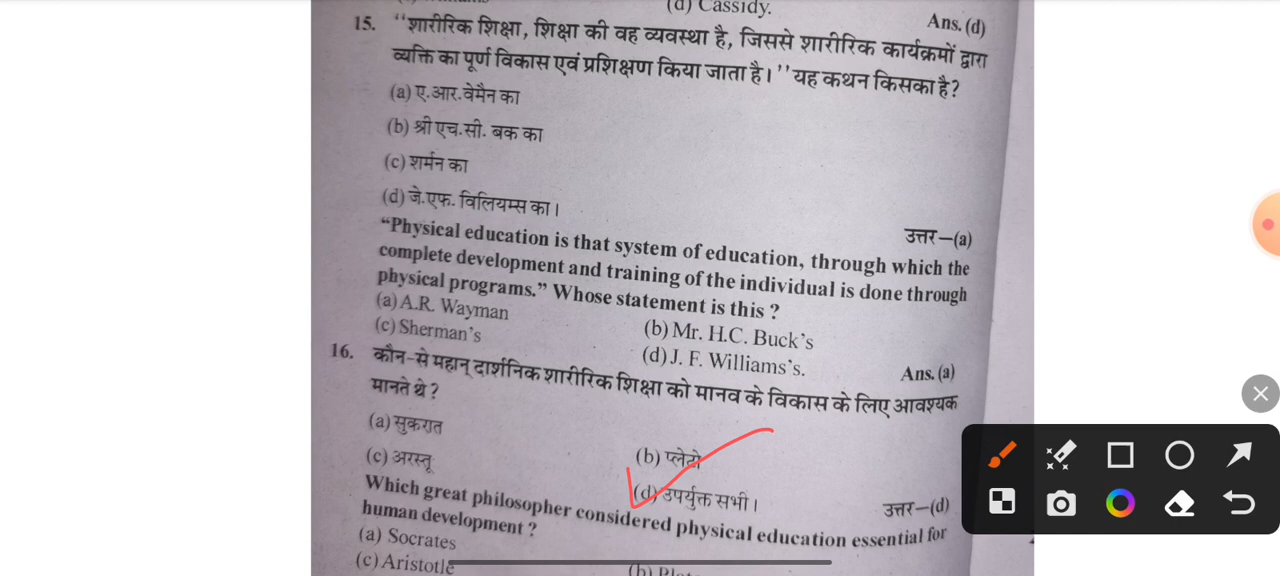 (d) Cassidy.
Ans. (d)
15. “शारीरिक शिक्षा, शिक्षा की वह व्यवस्था है, जिससे शारीरिक कार्यक्रमों द्वारा
व्यक्ति का पूर्ण विकास एवं प्रशिक्षण किया जाता है।” यह कथन किसका है?
(a) ए.आर.वेमैन का
(b) श्री एच.सी. बक का
(c) शर्मन का
(d) जे.एफ. विलियम्स का।
उत्तर–(a)
“Physical education is that system of education, through which the
complete development and training of the individual is done through
physical programs.” Whose statement is this ?
(a) A.R. Wayman
(b) Mr. H.C. Buck’s
(c) Sherman’s
(d) J. F. Williams’s.
Ans. (a)
16. कौन-से महान् दार्शनिक शारीरिक शिक्षा को मानव के विकास के लिए आवश्यक
मानते थे ?
(a) सुकरात
(b) प्लेटो
(c) अरस्तू
(d) उपर्युक्त सभी।
उत्तर–(d)
Which great philosopher considered physical education essential for
human development ?
(a) Socrates
(c) Aristotle
(b)